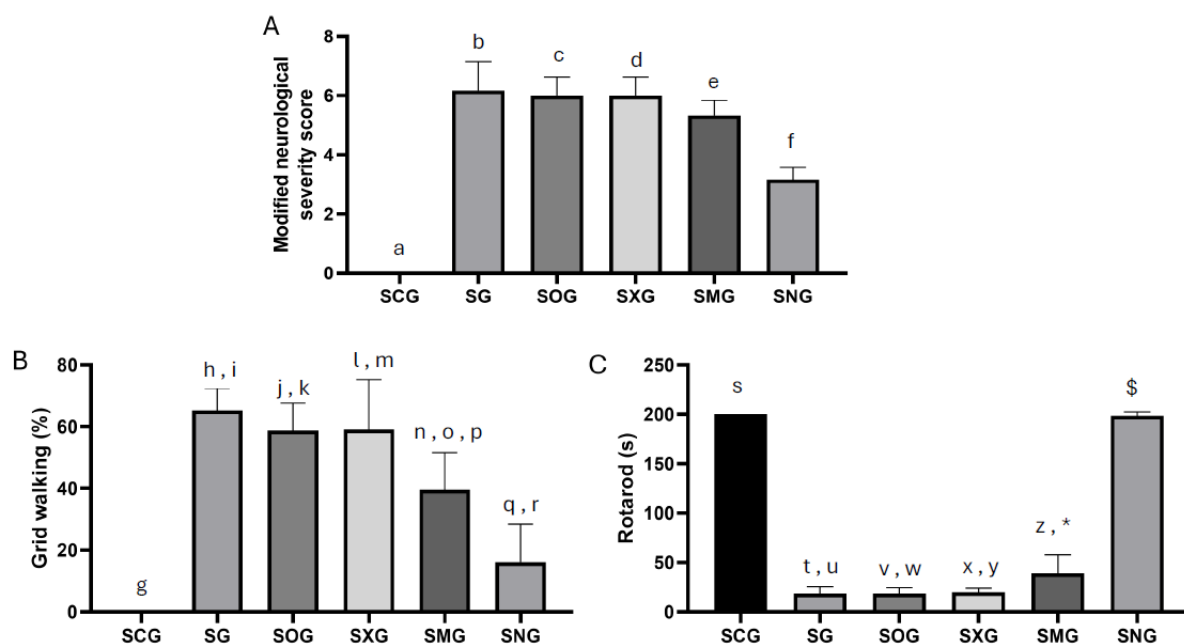 A
Modified neurological
severity score
8
6
4
2
0
a
b
c
d
e
f
SCG SG SOG SXG SMG SNG
B
Grid walking (%)
80
60
40
20
0
g
h , i
j , k
l , m
n , o , p
q , r
SCG SG SOG SXG SMG SNG
C
Rotarod (s)
250
200
150
100
50
0
s
t , u
v , w
x , y
z , *
$
SCG SG SOG SXG SMG SNG